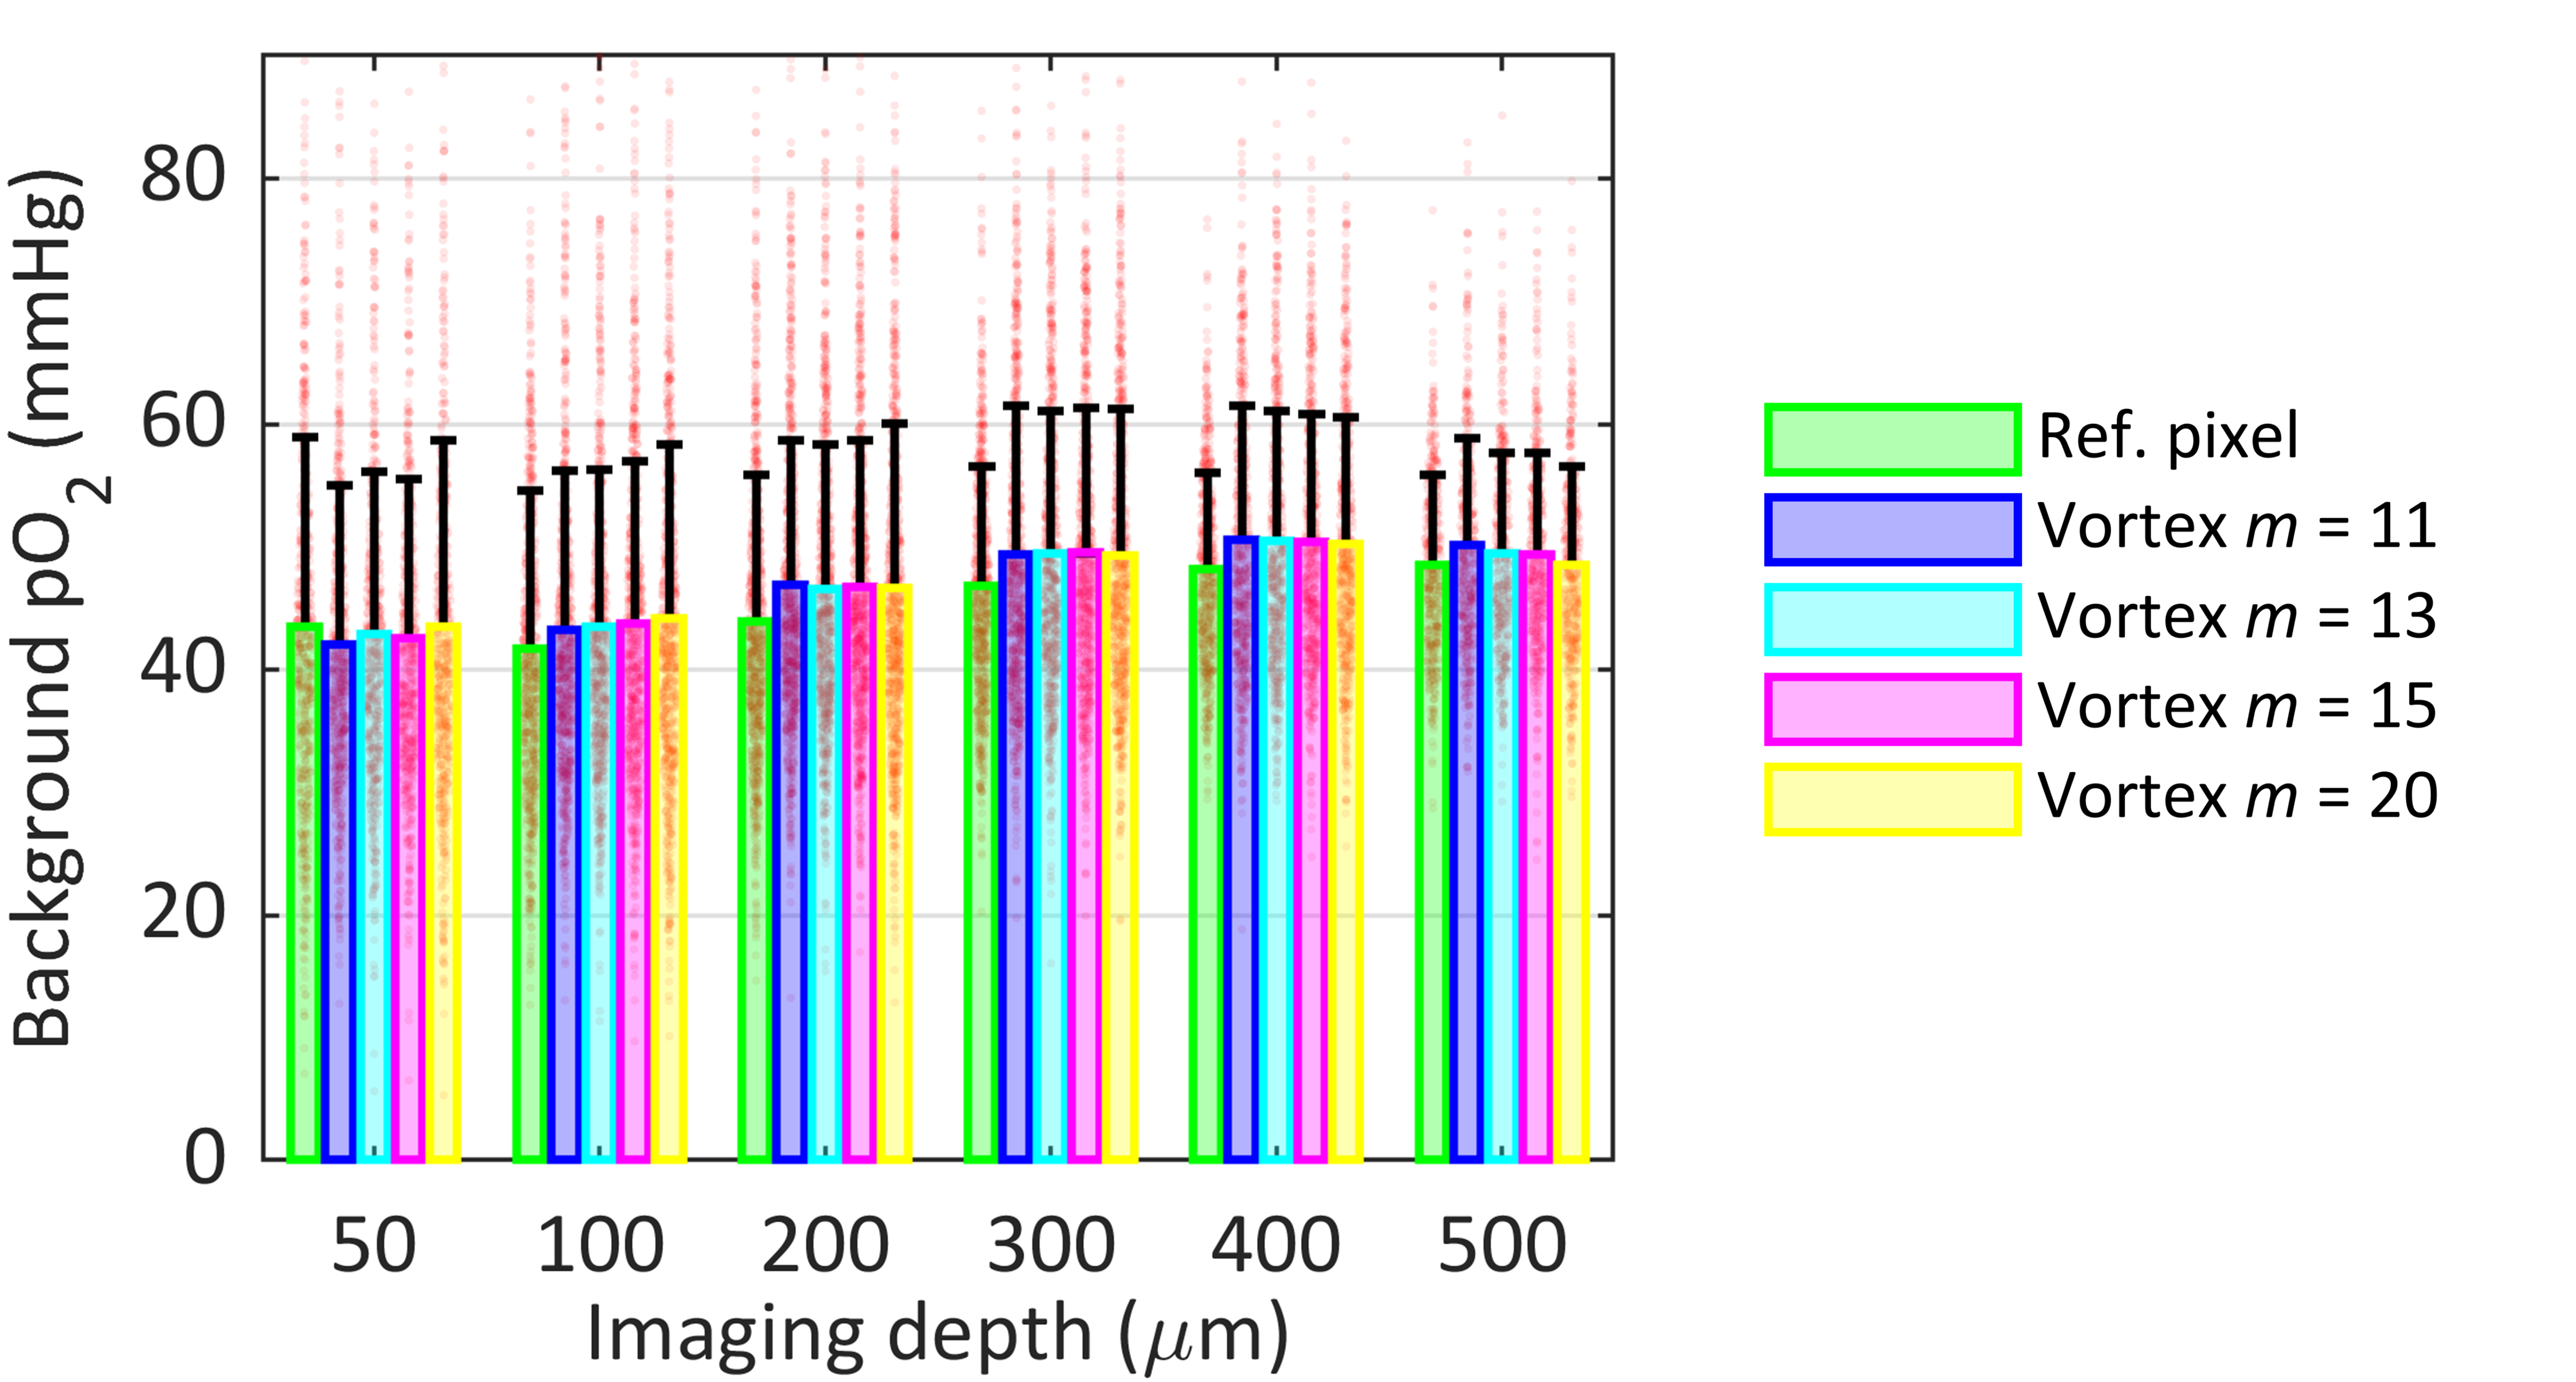 Background pO2 (mmHg)
80
60
40
20
0
50 100 200 300 400 500
Imaging depth (μm)
Ref. pixel
Vortex m = 11
Vortex m = 13
Vortex m = 15
Vortex m = 20